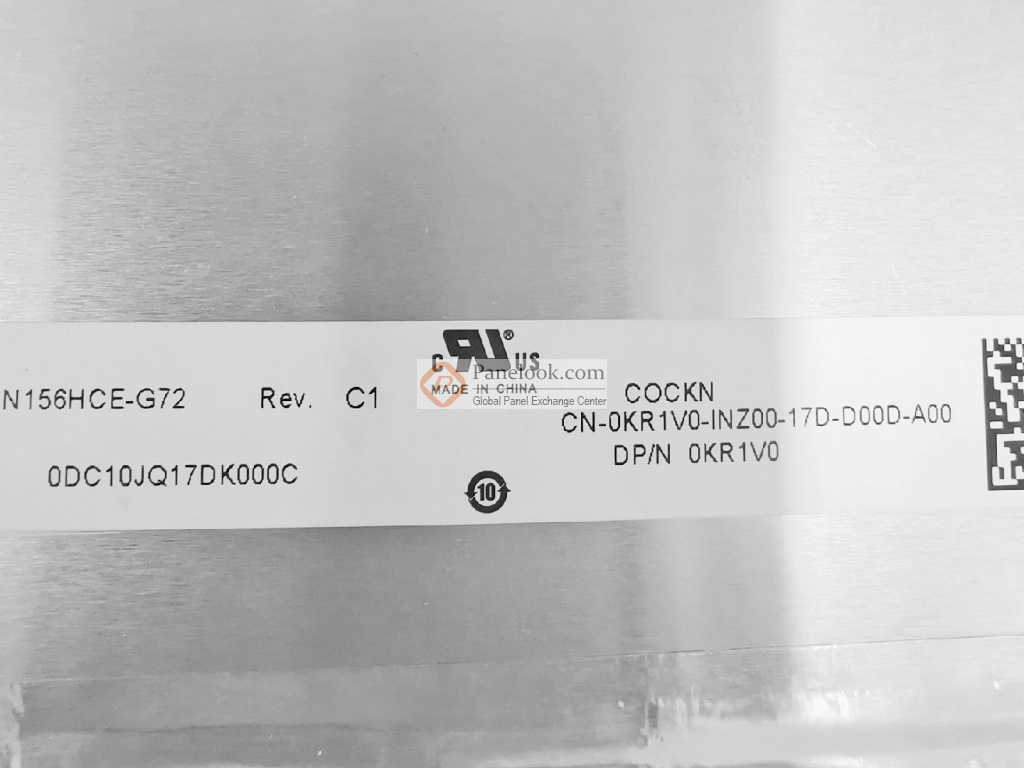 N156HCE-G72 Rev. C1
0DC10JQ17DK000C
C US ®
MADE IN CHINA
Panelook.com
Global Panel Exchange Center
10
COCKN
CN-0KR1V0-INZ00-17D-D00D-A00
DP/N 0KR1V0